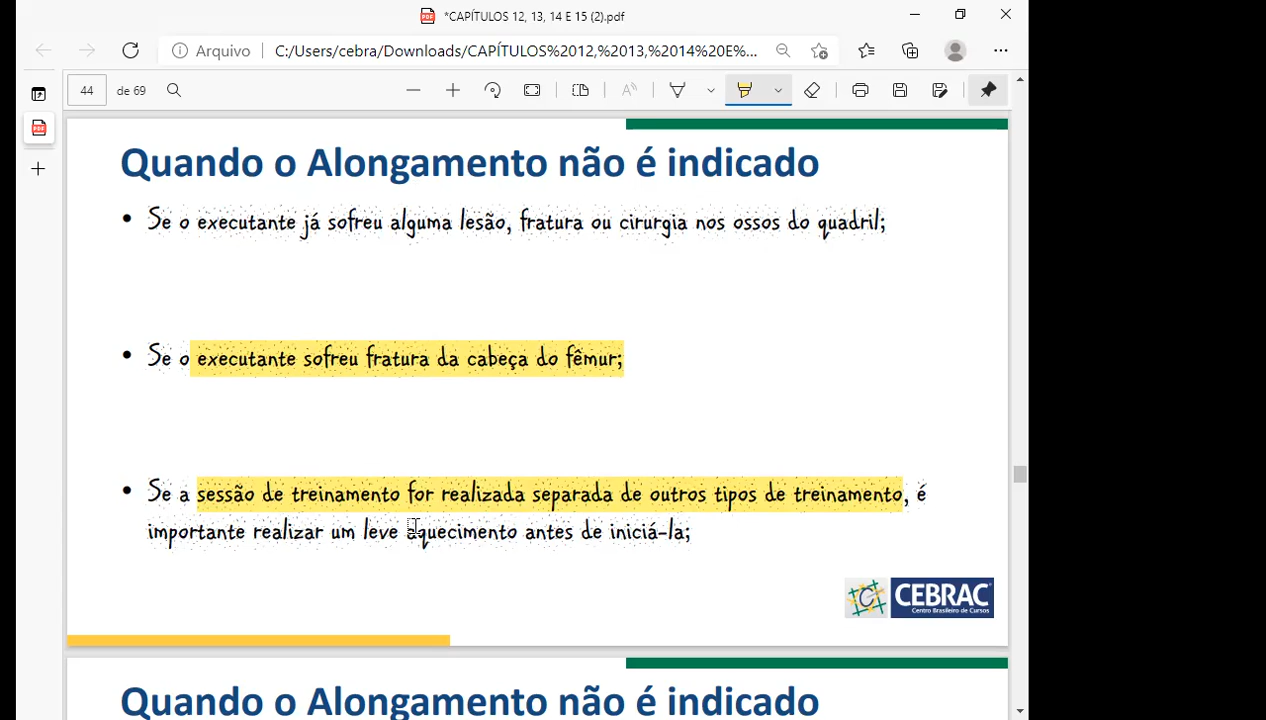 *CAPÍTULOS 12, 13, 14 E 15 (2).pdf
Arquivo
C:/Users/cebra/Downloads/CAPÍTULOS%2012,%2013,%2014%20E%...
44
de 69
Quando o Alongamento não é indicado
• Se o executante já sofreu alguma lesão, fratura ou cirurgia nos ossos do quadril;
• Se o executante sofreu fratura da cabeça do fêmur;
• Se a sessão de treinamento for realizada separada de outros tipos de treinamento, é
importante realizar um leve aquecimento antes de iniciá-la;
CEBRAC
Centro Brasileiro de Cursos
Quando o Alongamento não é indicado